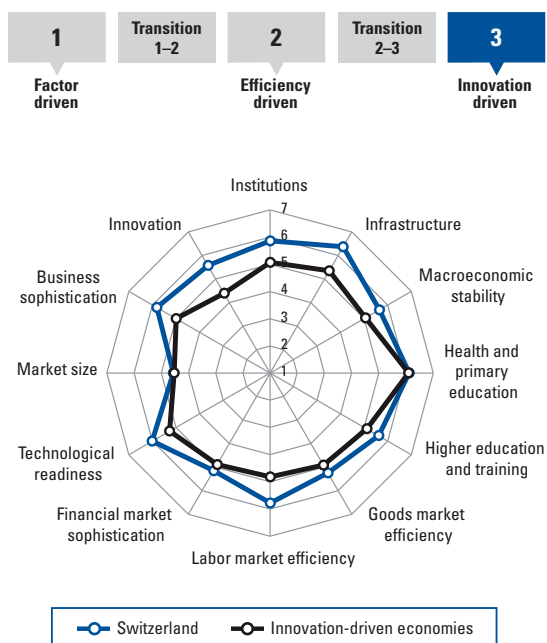 1
Transition
1–2
2
Transition
2–3
3
Factor
driven
Efficiency
driven
Innovation
driven
Institutions
7
Innovation
Infrastructure
6
Business
sophistication
Macroeconomic
stability
5
4
3
2
1
Market size
Health and
primary
education
Technological
readiness
Higher education
and training
Financial market
sophistication
Goods market
efficiency
Labor market efficiency
Switzerland
Innovation-driven economies